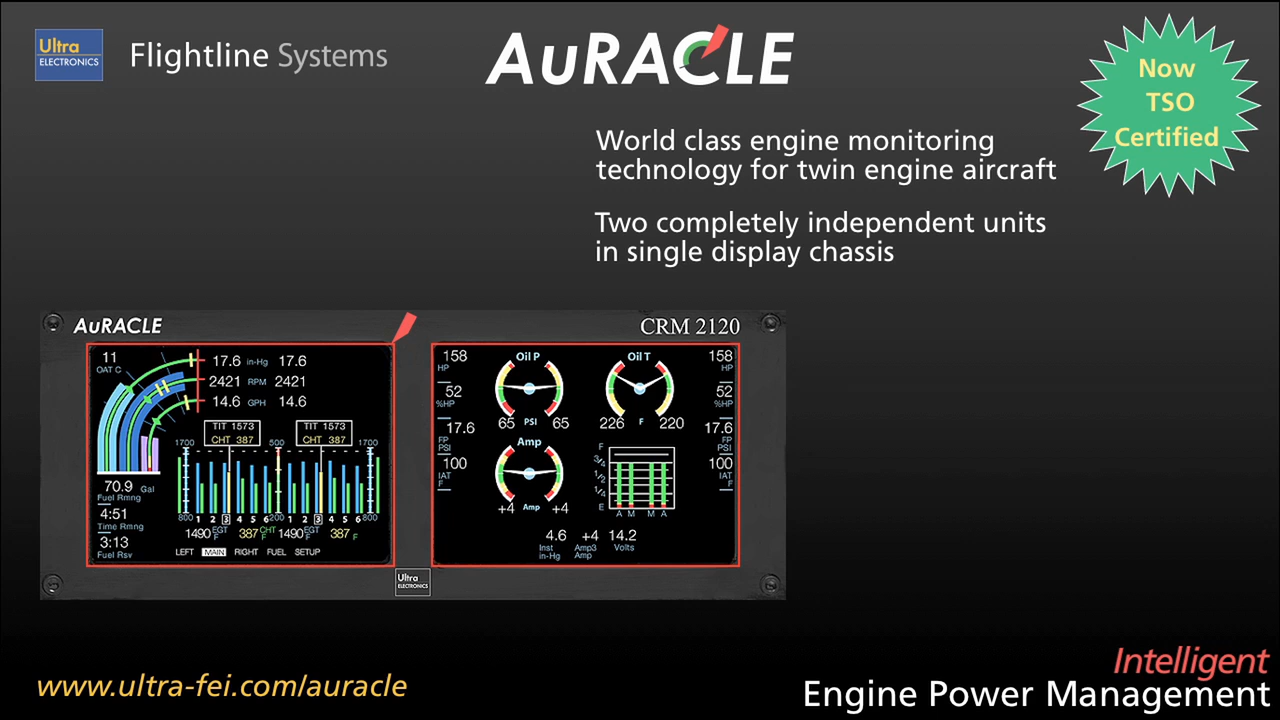 Ultra
ELECTRONICS
Flightline Systems
AuRACLE
Now
TSO
Certified
World class engine monitoring
technology for twin engine aircraft
Two completely independent units
in single display chassis
AuRACLE
CRM 2120
11
OAT C
17.6 in-Hg 17.6
2421 RPM 2421
14.6 GPH 14.6
TIT 1573
CHT 387
TIT 1573
CHT 387
1700 500 1700
800 1 2 3 4 5 6 200 1 2 3 4 5 6 800
1490 EGT F 387 CHT F 1490 EGT F 387 F
70.9 Gal
Fuel Rmng
4:51
Time Rmng
3:13
Fuel Rsv
LEFT MAIN RIGHT FUEL SETUP
158
HP
52
%HP
17.6
FP
PSI
100
IAT
F
Oil P
65 PSI 65
Oil T
226 F 220
Amp
+4 Amp +4
F
3/4
1/2
1/4
E
A M M A
158
HP
52
%HP
17.6
FP
PSI
100
IAT
F
4.6 +4 14.2
Inst Amp3 Volts
in-Hg Amp
Ultra
ELECTRONICS
www.ultra-fei.com/auracle
Intelligent
Engine Power Management